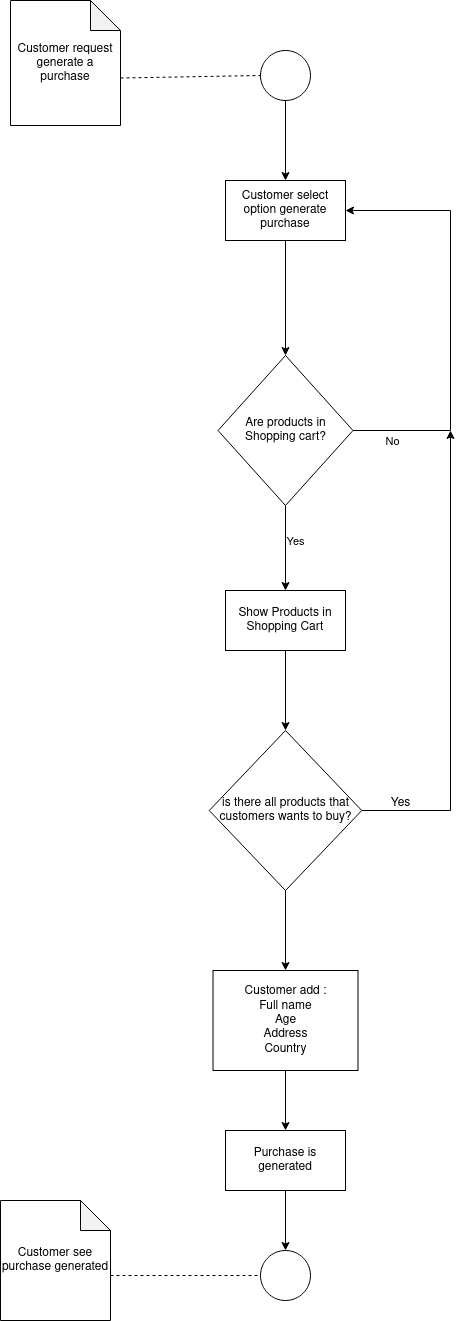 Customer request
generate a
purchase
Customer select
option generate
purchase
Are products in
Shopping cart?
No
Yes
Show Products in
Shopping Cart
is there all products that
customers wants to buy?
Yes
Customer add :
Full name
Age
Address
Country
Purchase is
generated
Customer see
purchase generated